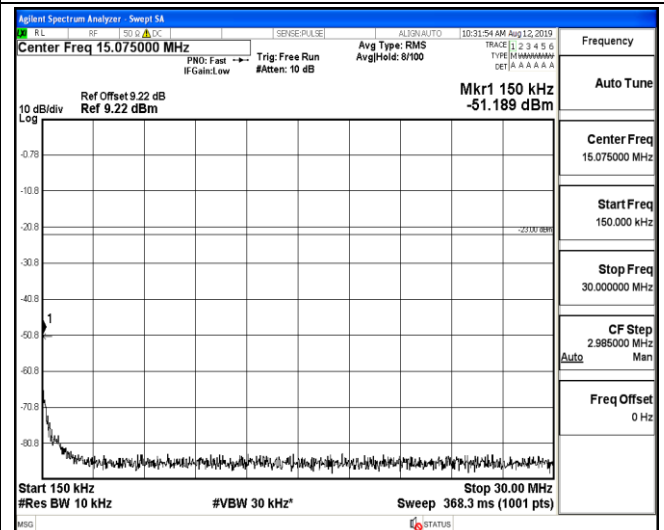 Agilent Spectrum Analyzer - Swept SA
RL RF 50 Ω DC SENSE:PULSE ALIGNAUTO 10:31:54 AM Aug 12, 2019
Center Freq 15.075000 MHz
PNO: Fast Trig: Free Run
IFGain:Low #Atten: 10 dB
Avg Type: RMS
Avg|Hold: 8/100
TRACE 1 2 3 4 5 6
TYPE M WWWWW
DET A A A A A A
Mkr1 150 kHz
-51.189 dBm
Ref Offset 9.22 dB
10 dB/div Ref 9.22 dBm
Log
-0.78
-10.8
-20.8
-23.00 dBm
-30.8
-40.8
1
-50.8
-60.8
-70.8
-80.8
Start 150 kHz Stop 30.00 MHz
#Res BW 10 kHz #VBW 30 kHz* Sweep 368.3 ms (1001 pts)
MSG STATUS
Frequency
Auto Tune
Center Freq
15.075000 MHz
Start Freq
150.000 kHz
Stop Freq
30.000000 MHz
CF Step
2.985000 MHz
Auto Man
Freq Offset
0 Hz